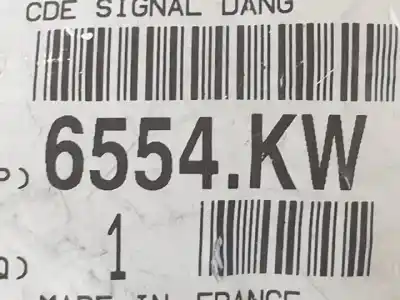 CDE SIGNAL DANG
P) 6554.KW
Q) 1
MADE IN FRANCE